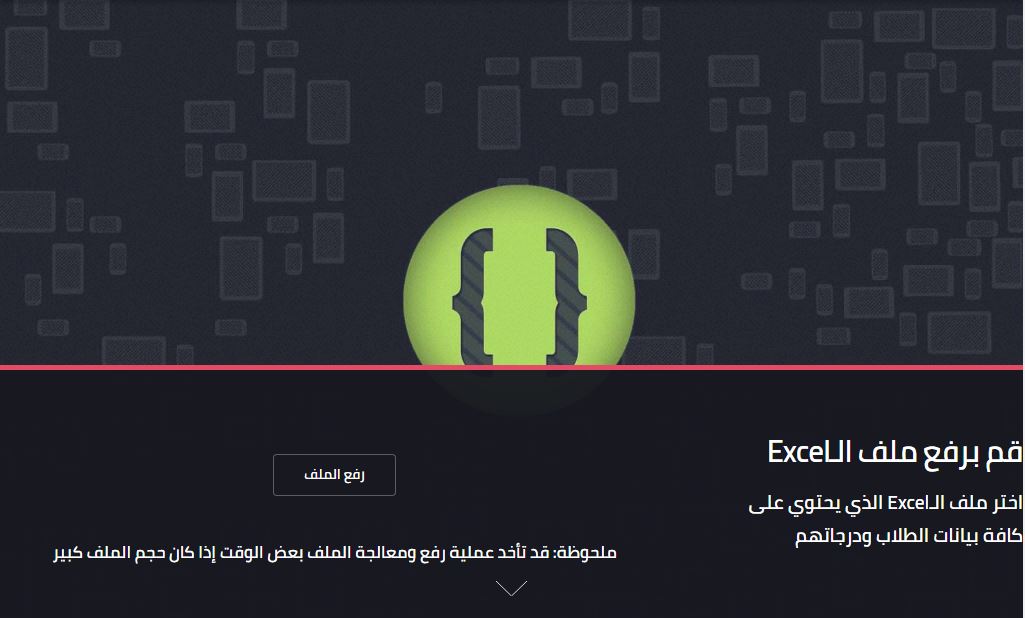 قم برفع ملف الـExcel
اختر ملف الـExcel الذي يحتوي على
كافة بيانات الطلاب ودرجاتهم
رفع الملف
ملحوظة: قد تأخد عملية رفع ومعالجة الملف بعض الوقت إذا كان حجم الملف كبير